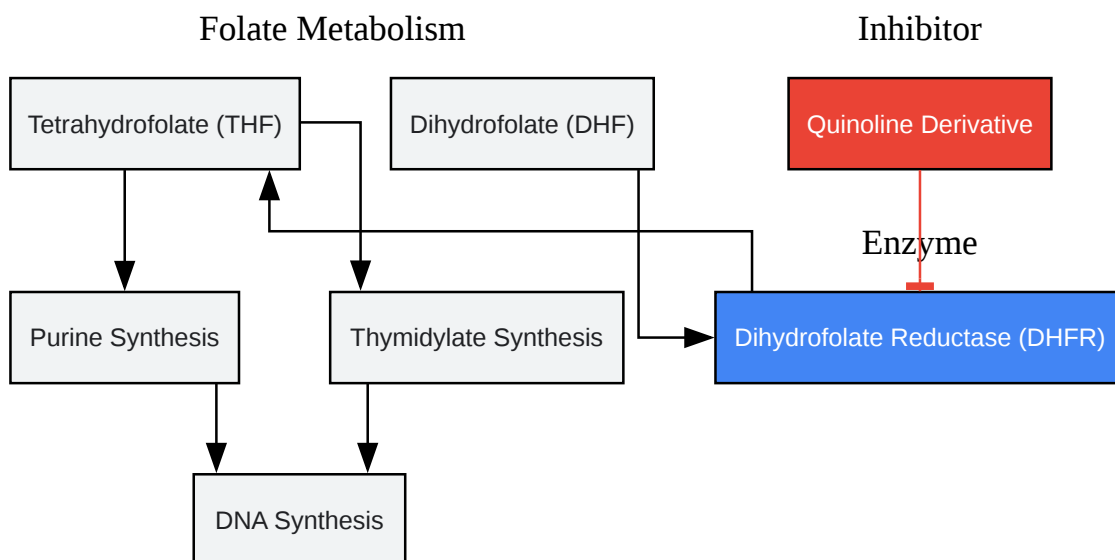 Folate Metabolism
Inhibitor
Tetrahydrofolate (THF)
Dihydrofolate (DHF)
Quinoline Derivative
Enzyme
Purine Synthesis
Thymidylate Synthesis
Dihydrofolate Reductase (DHFR)
DNA Synthesis